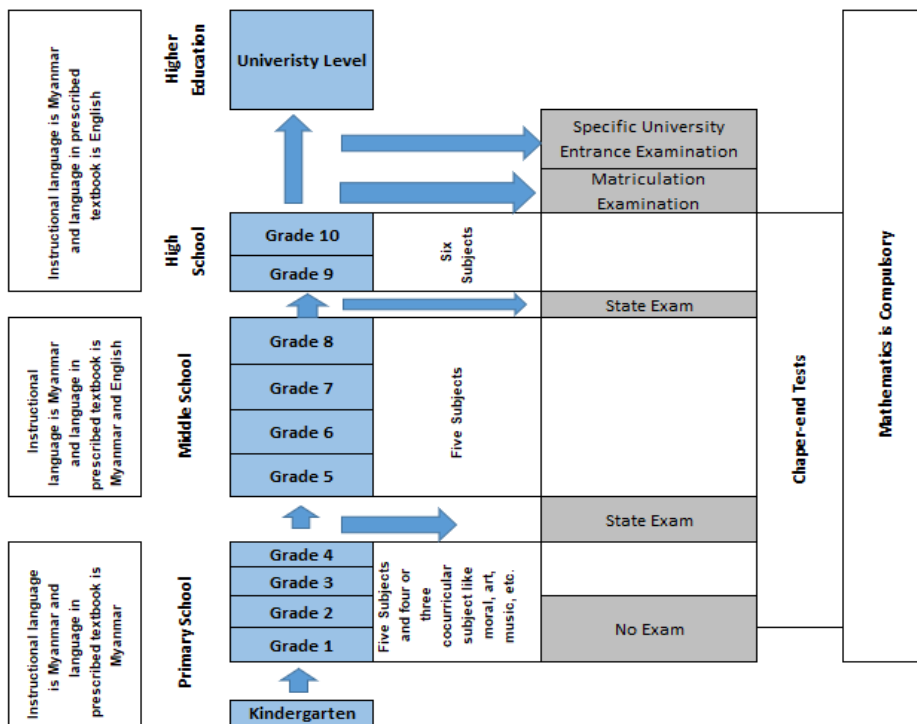 Instructional language is Myanmar
and language in prescribed
textbook is English
Higher
Education
Univeristy Level
Specific University
Entrance Examination
Matriculation
Examination
High
School
Grade 10
Grade 9
Six
Subjects
State Exam
Instructional
language is Myanmar
and language in
prescribed textbook is
Myanmar and English
Middle School
Grade 8
Grade 7
Grade 6
Grade 5
Five Subjects
State Exam
Instructional language
is Myanmar and
language in
prescribed textbook is
Myanmar
Primary School
Grade 4
Grade 3
Grade 2
Grade 1
Five Subjects
and four or
three
cocurricular
subject like
moral, art,
music, etc.
No Exam
Kindergarten
Chaper-end Tests
Mathematics is Compulsory